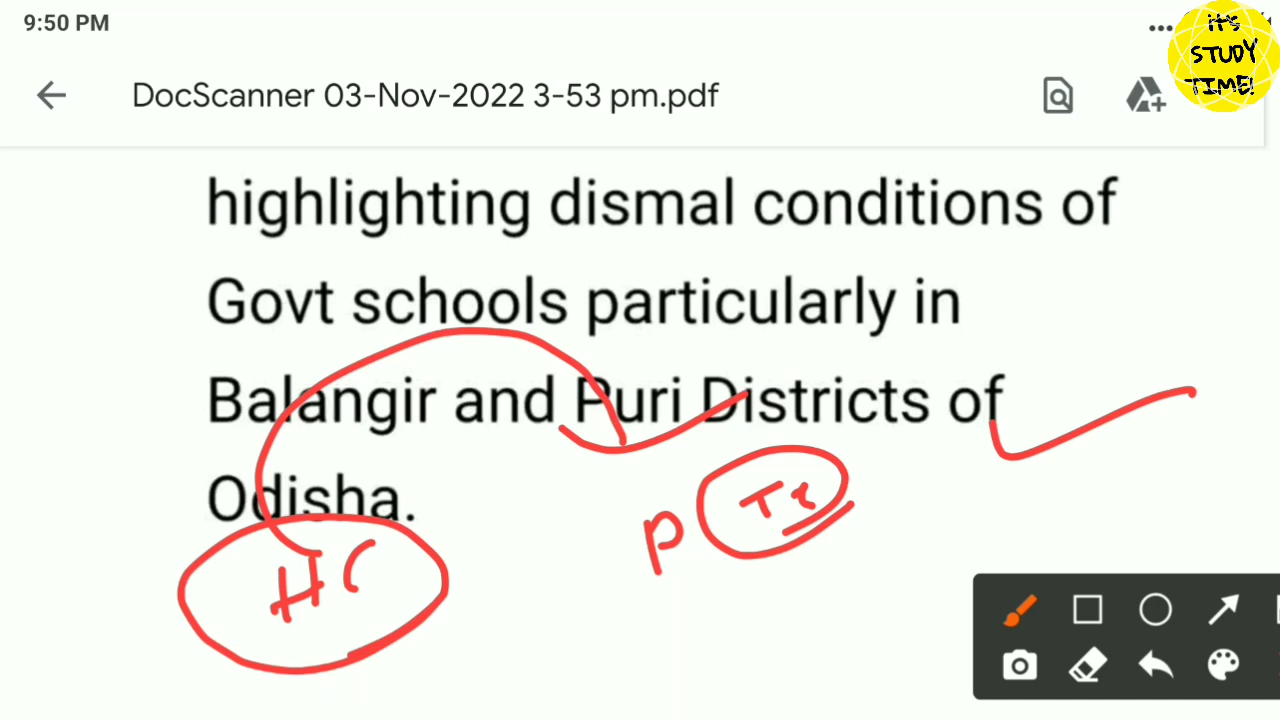 9:50 PM
IT'S
STUDY
TIME!
DocScanner 03-Nov-2022 3-53 pm.pdf
highlighting dismal conditions of
Govt schools particularly in
Balangir and Puri Districts of
Odisha.
P Tr
HC